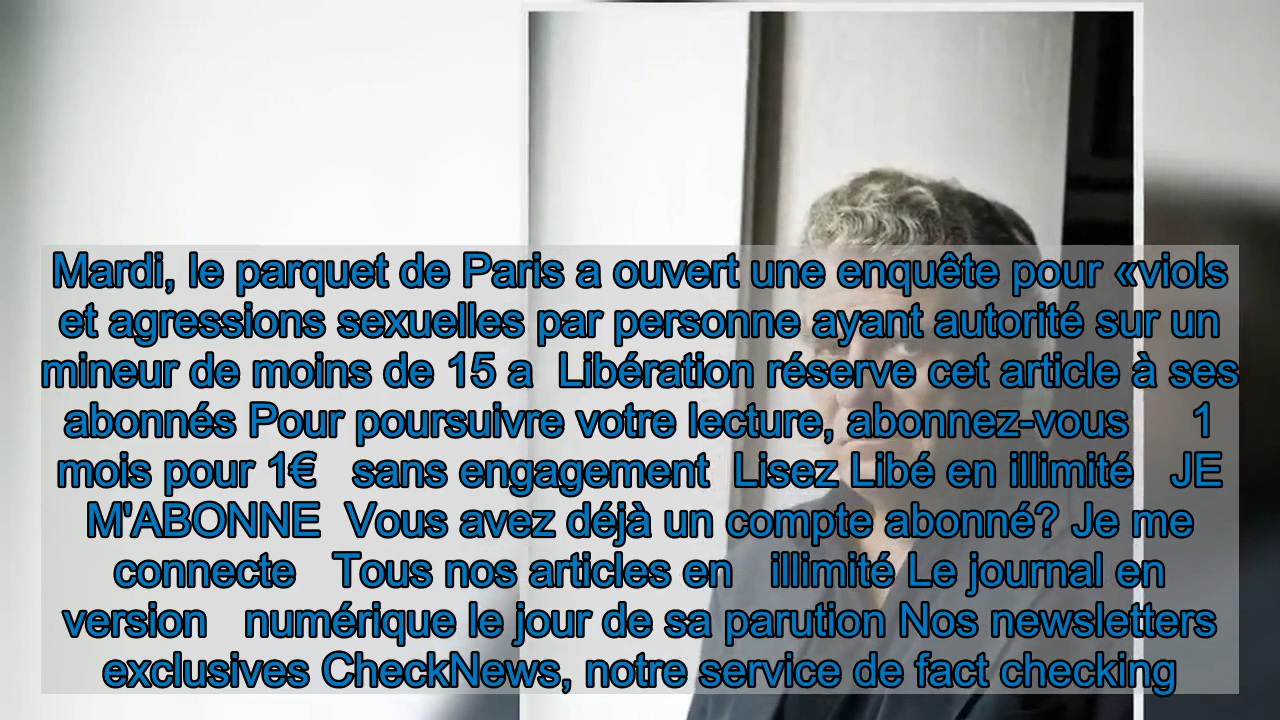 Mardi, le parquet de Paris a ouvert une enquête pour «viols
et agressions sexuelles par personne ayant autorité sur un
mineur de moins de 15 a  Libération réserve cet article à ses
abonnés Pour poursuivre votre lecture, abonnez-vous     1
mois pour 1€   sans engagement  Lisez Libé en illimité   JE
M'ABONNE  Vous avez déjà un compte abonné? Je me
connecte   Tous nos articles en   illimité Le journal en
version   numérique le jour de sa parution Nos newsletters
exclusives CheckNews, notre service de fact checking